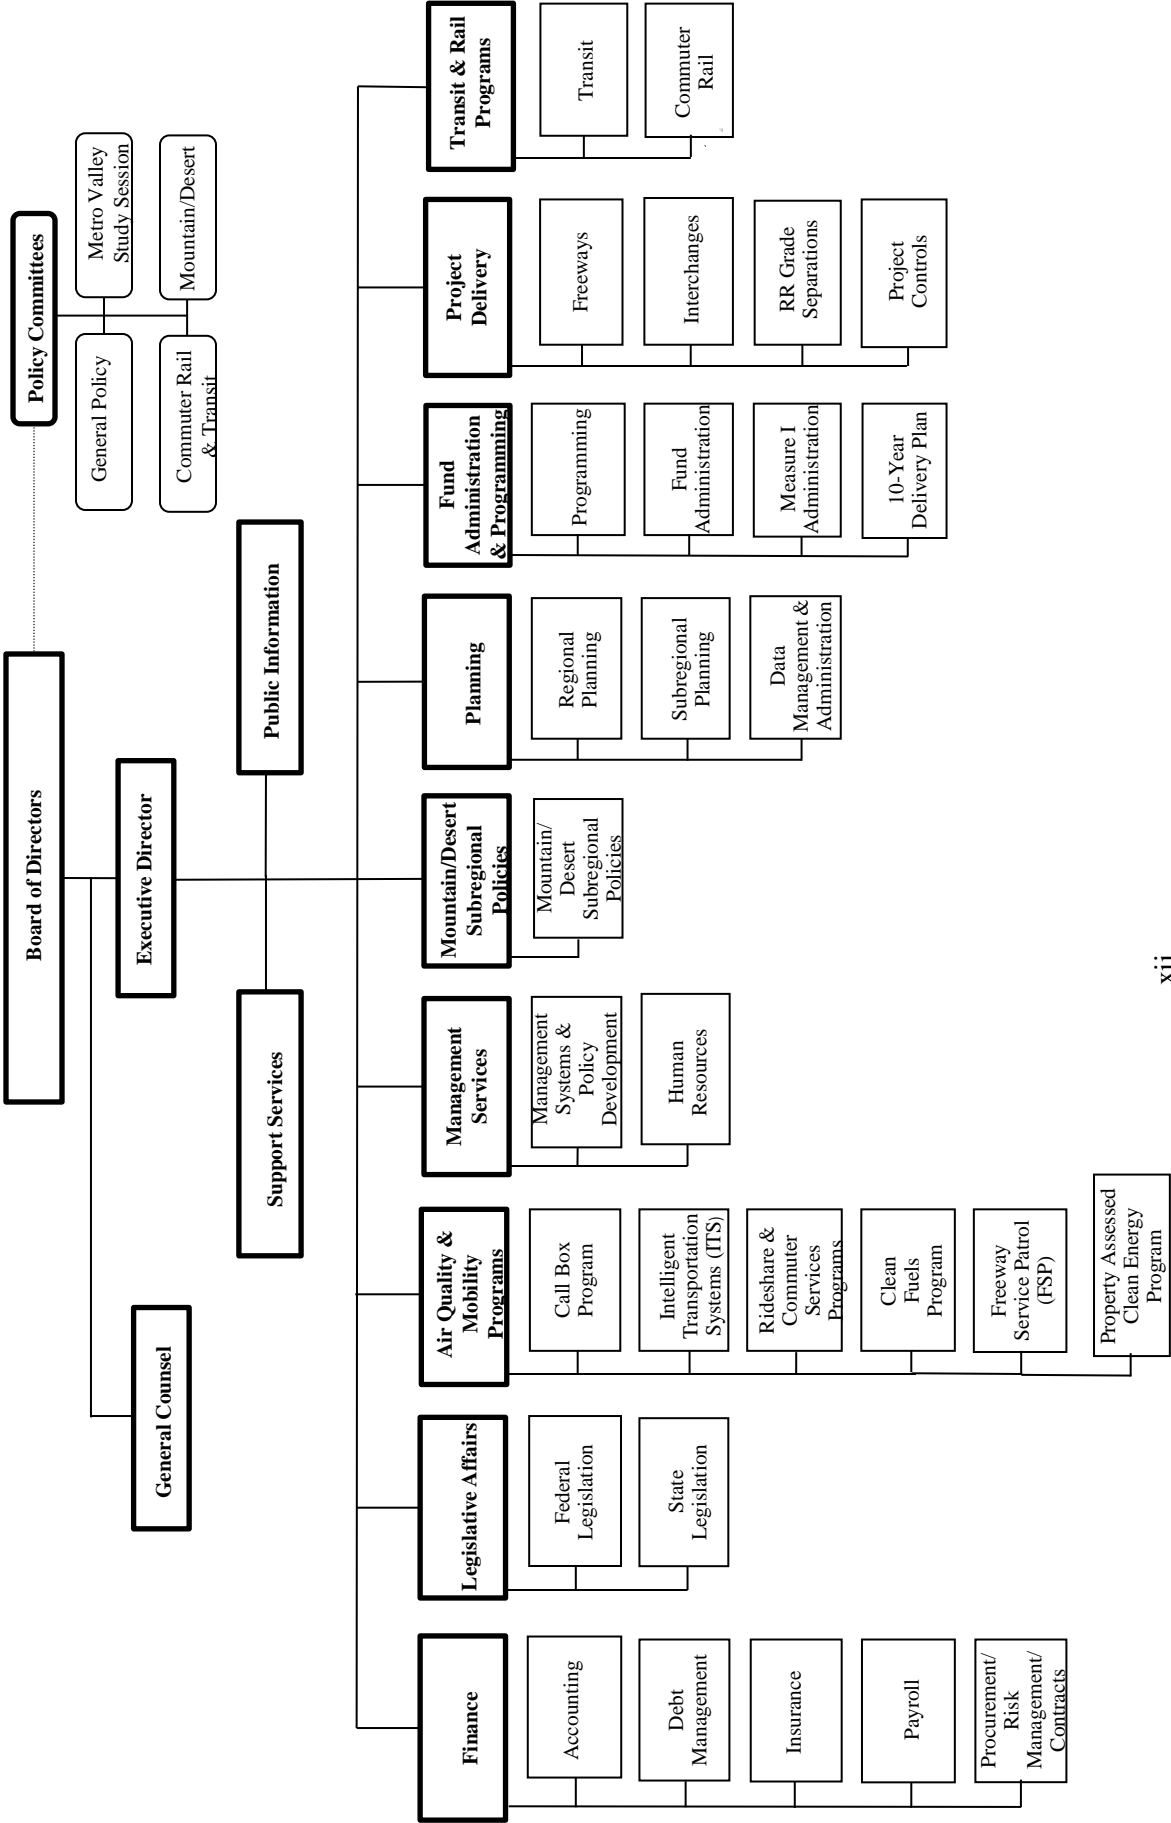 Board of Directors
Policy Committees
General Policy
Metro Valley
Study Session
Commuter Rail
& Transit
Mountain/Desert
General Counsel
Executive Director
Support Services
Public Information
Finance
Accounting
Debt
Management
Insurance
Payroll
Procurement/
Risk
Management/
Contracts
Legislative Affairs
Federal
Legislation
State
Legislation
Air Quality &
Mobility
Programs
Call Box
Program
Intelligent
Transportation
Systems (ITS)
Rideshare &
Commuter
Services
Programs
Clean
Fuels
Program
Freeway
Service Patrol
(FSP)
Property Assessed
Clean Energy
Program
Management
Services
Management
Systems &
Policy
Development
Human
Resources
Mountain/Desert
Subregional
Policies
Mountain/
Desert
Subregional
Policies
Planning
Regional
Planning
Subregional
Planning
Data
Management &
Administration
Fund
Administration
& Programming
Programming
Fund
Administration
Measure I
Administration
10-Year
Delivery Plan
Project
Delivery
Freeways
Interchanges
RR Grade
Separations
Project
Controls
Transit & Rail
Programs
Transit
Commuter
Rail
xii